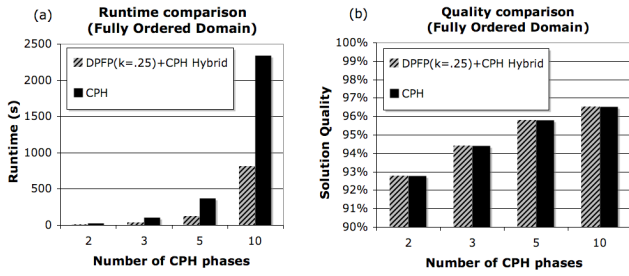 (a)
Runtime comparison
(Fully Ordered Domain)
2500
2000
1500
1000
500
0
Runtime (s)
DPFP(k=.25)+CPH Hybrid
CPH
2 3 5 10
Number of CPH phases
(b)
Quality comparison
(Fully Ordered Domain)
100%
99%
98%
97%
96%
95%
94%
93%
92%
91%
90%
Solution Quality
DPFP(k=.25)+CPH Hybrid
CPH
2 3 5 10
Number of CPH phases